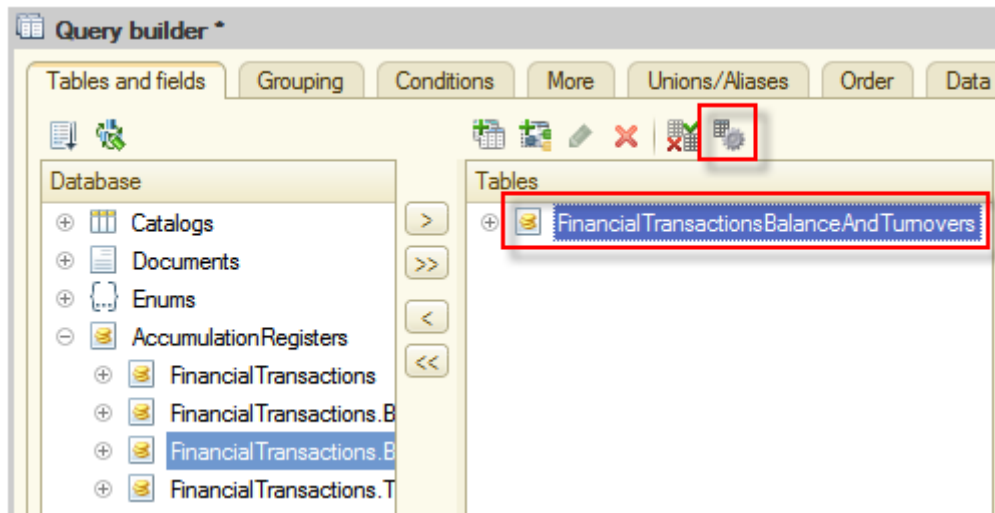 Query builder *
Tables and fields Grouping Conditions More Unions/Aliases Order Data
Database
Tables
Catalogs
FinancialTransactionsBalanceAndTurnovers
Documents
Enums
AccumulationRegisters
FinancialTransactions
FinancialTransactions.B
FinancialTransactions.B
FinancialTransactions.T
> 
>>
<
<<